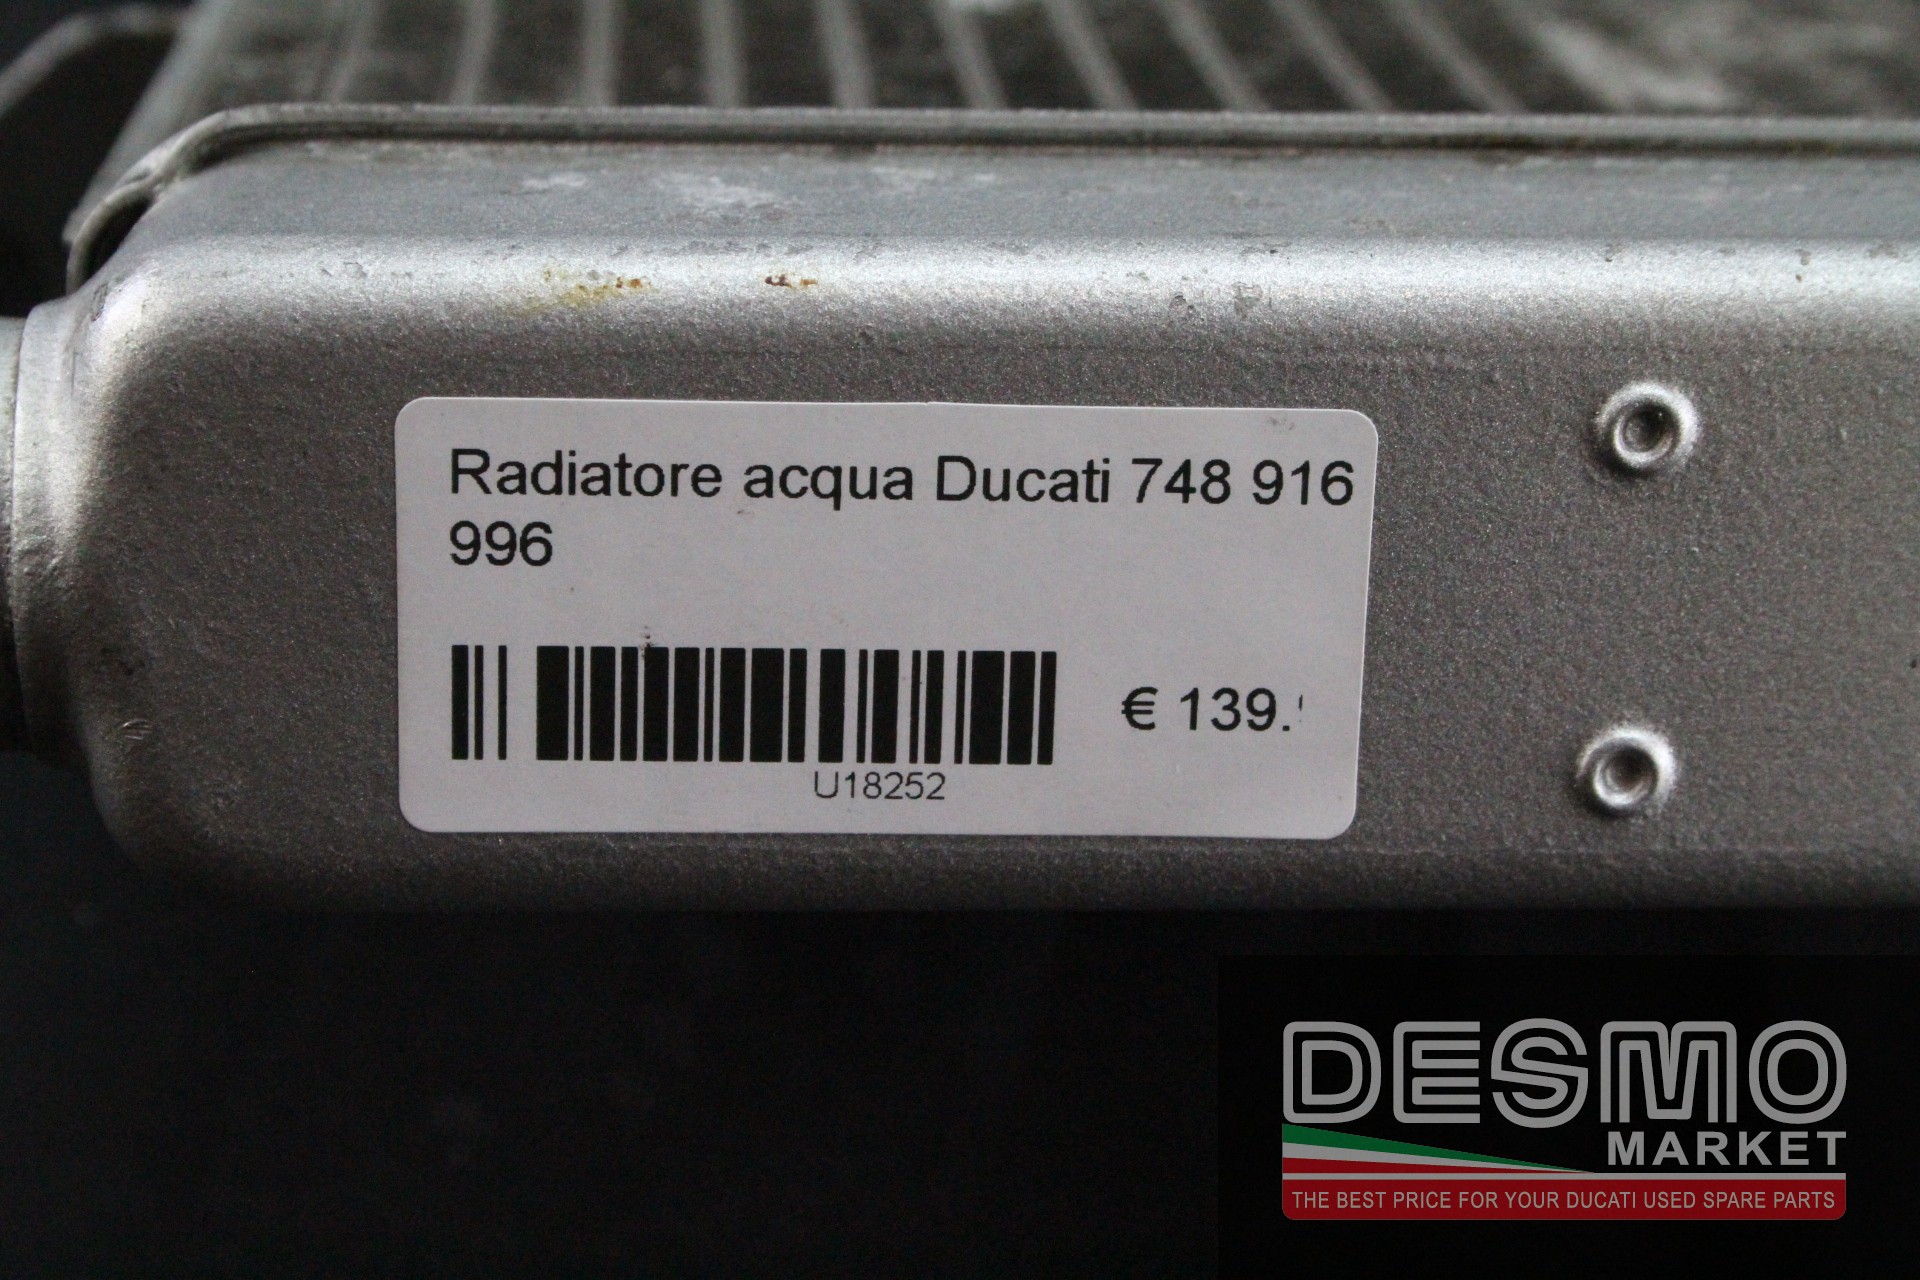 Radiatore acqua Ducati 748 916
996
€ 139.
U18252
DESMO
MARKET
THE BEST PRICE FOR YOUR DUCATI USED SPARE PARTS